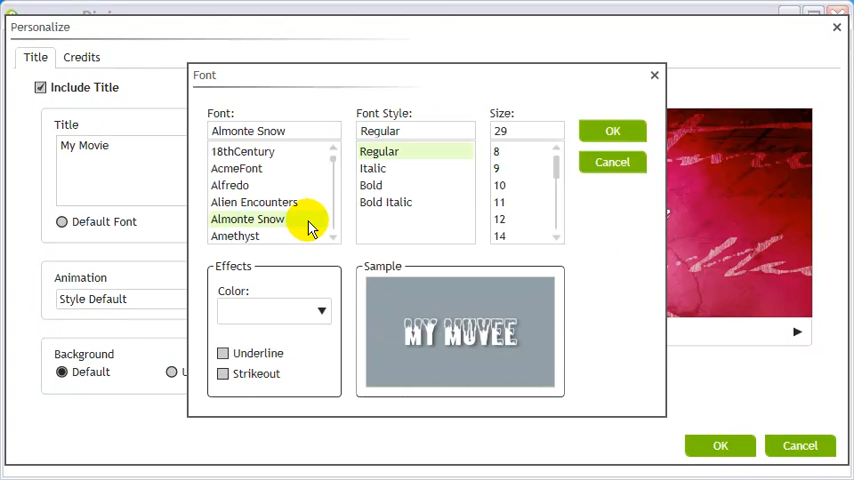 Personalize
Title Credits
Include Title
Title
My Movie
Default Font
Animation
Style Default
Background
Default
U
Font
Font: Font Style: Size:
Almonte Snow Regular 29
OK
Cancel
18thCentury
AcmeFont
Alfredo
Alien Encounters
Almonte Snow
Amethyst
Regular
Italic
Bold
Bold Italic
8
9
10
11
12
14
Effects
Color:
Underline
Strikeout
Sample
MY MOVEE
OK Cancel